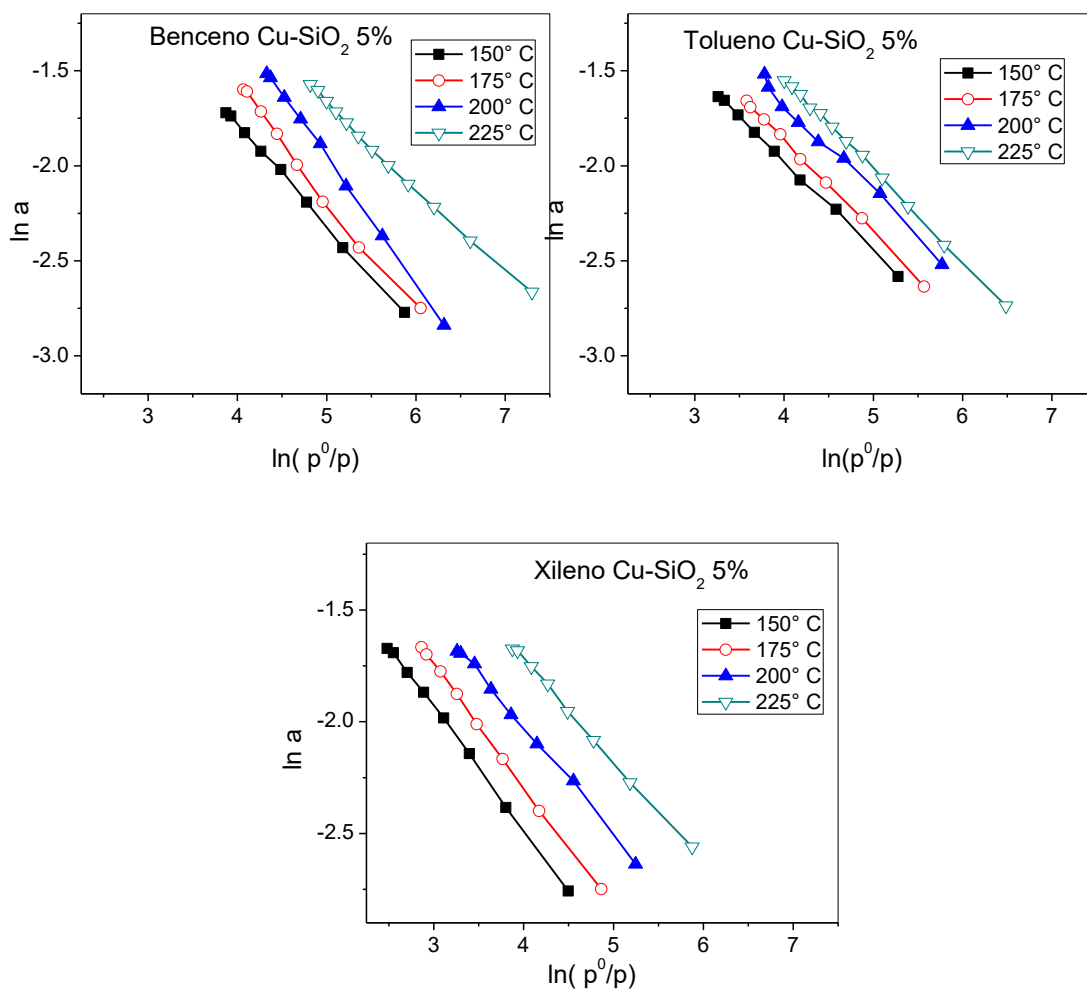 Benceno Cu-SiO₂ 5%
150° C
175° C
200° C
225° C
-1.5
-2.0
-2.5
-3.0
ln a
3 4 5 6 7
ln( p⁰/p)
Tolueno Cu-SiO₂ 5%
150° C
175° C
200° C
225° C
-1.5
-2.0
-2.5
-3.0
ln a
3 4 5 6 7
ln(p⁰/p)
Xileno Cu-SiO₂ 5%
150° C
175° C
200° C
225° C
-1.5
-2.0
-2.5
ln a
3 4 5 6 7
ln( p⁰/p)